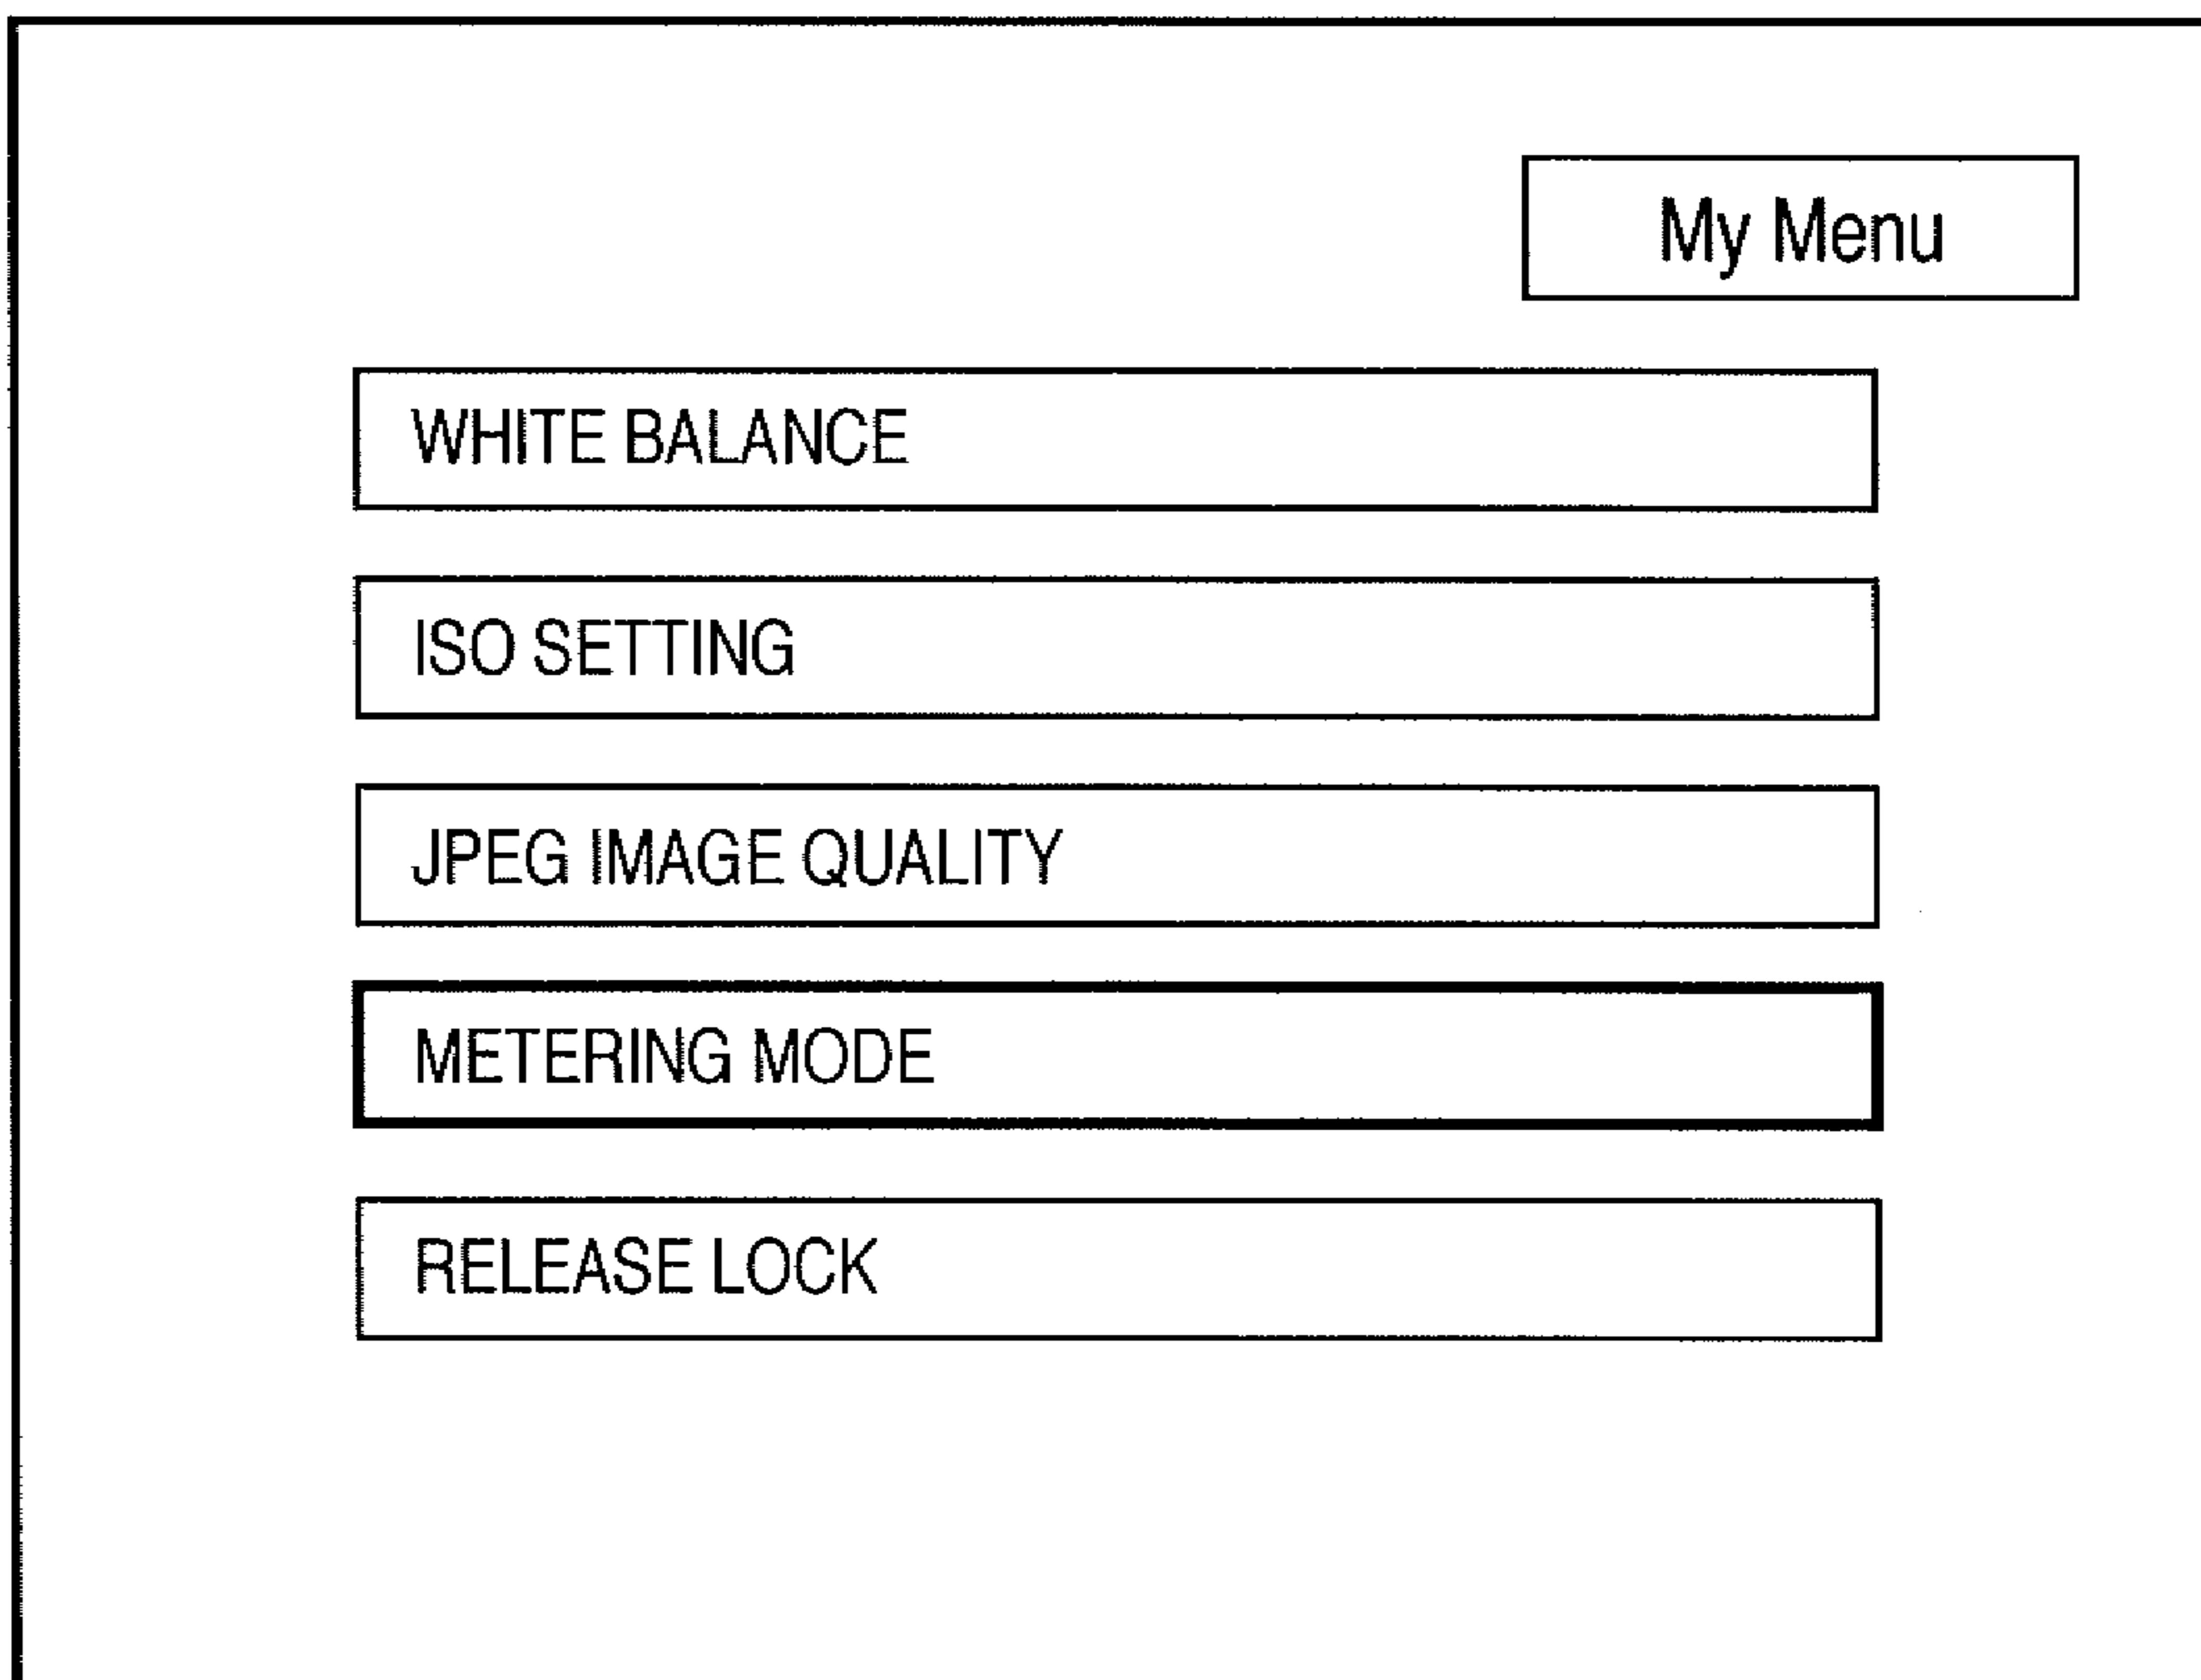 My Menu
WHITE BALANCE
ISO SETTING
JPEG IMAGE QUALITY
METERING MODE
RELEASE LOCK